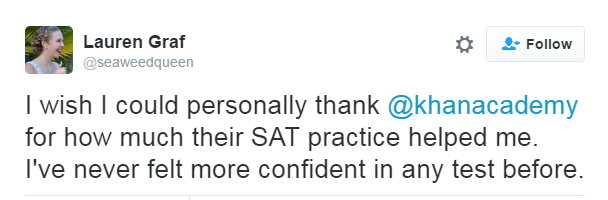 Lauren Graf
@seaweedqueen
Follow
I wish I could personally thank @khanacademy
for how much their SAT practice helped me.
I've never felt more confident in any test before.